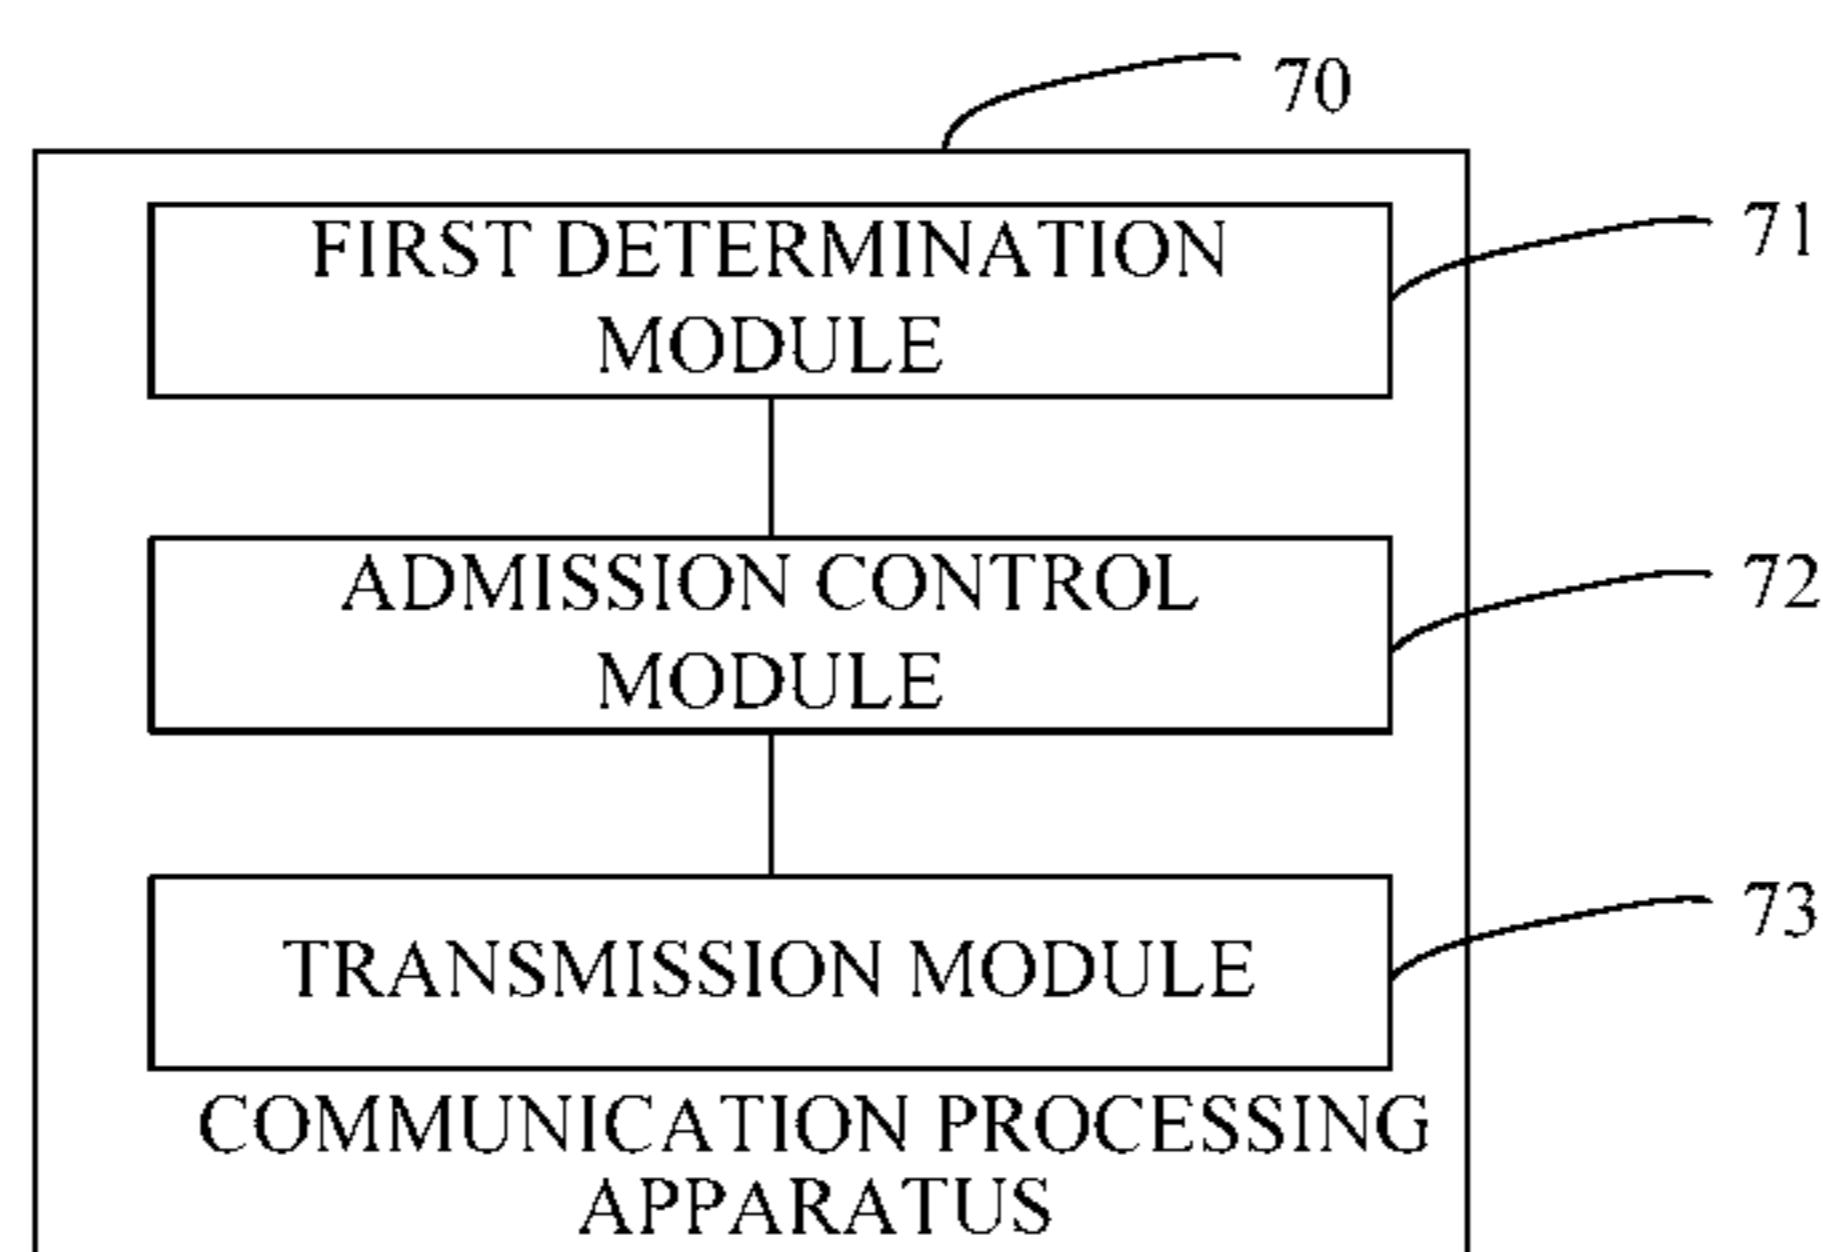 70
FIRST DETERMINATION
MODULE
71
ADMISSION CONTROL
MODULE
72
TRANSMISSION MODULE
73
COMMUNICATION PROCESSING
APPARATUS